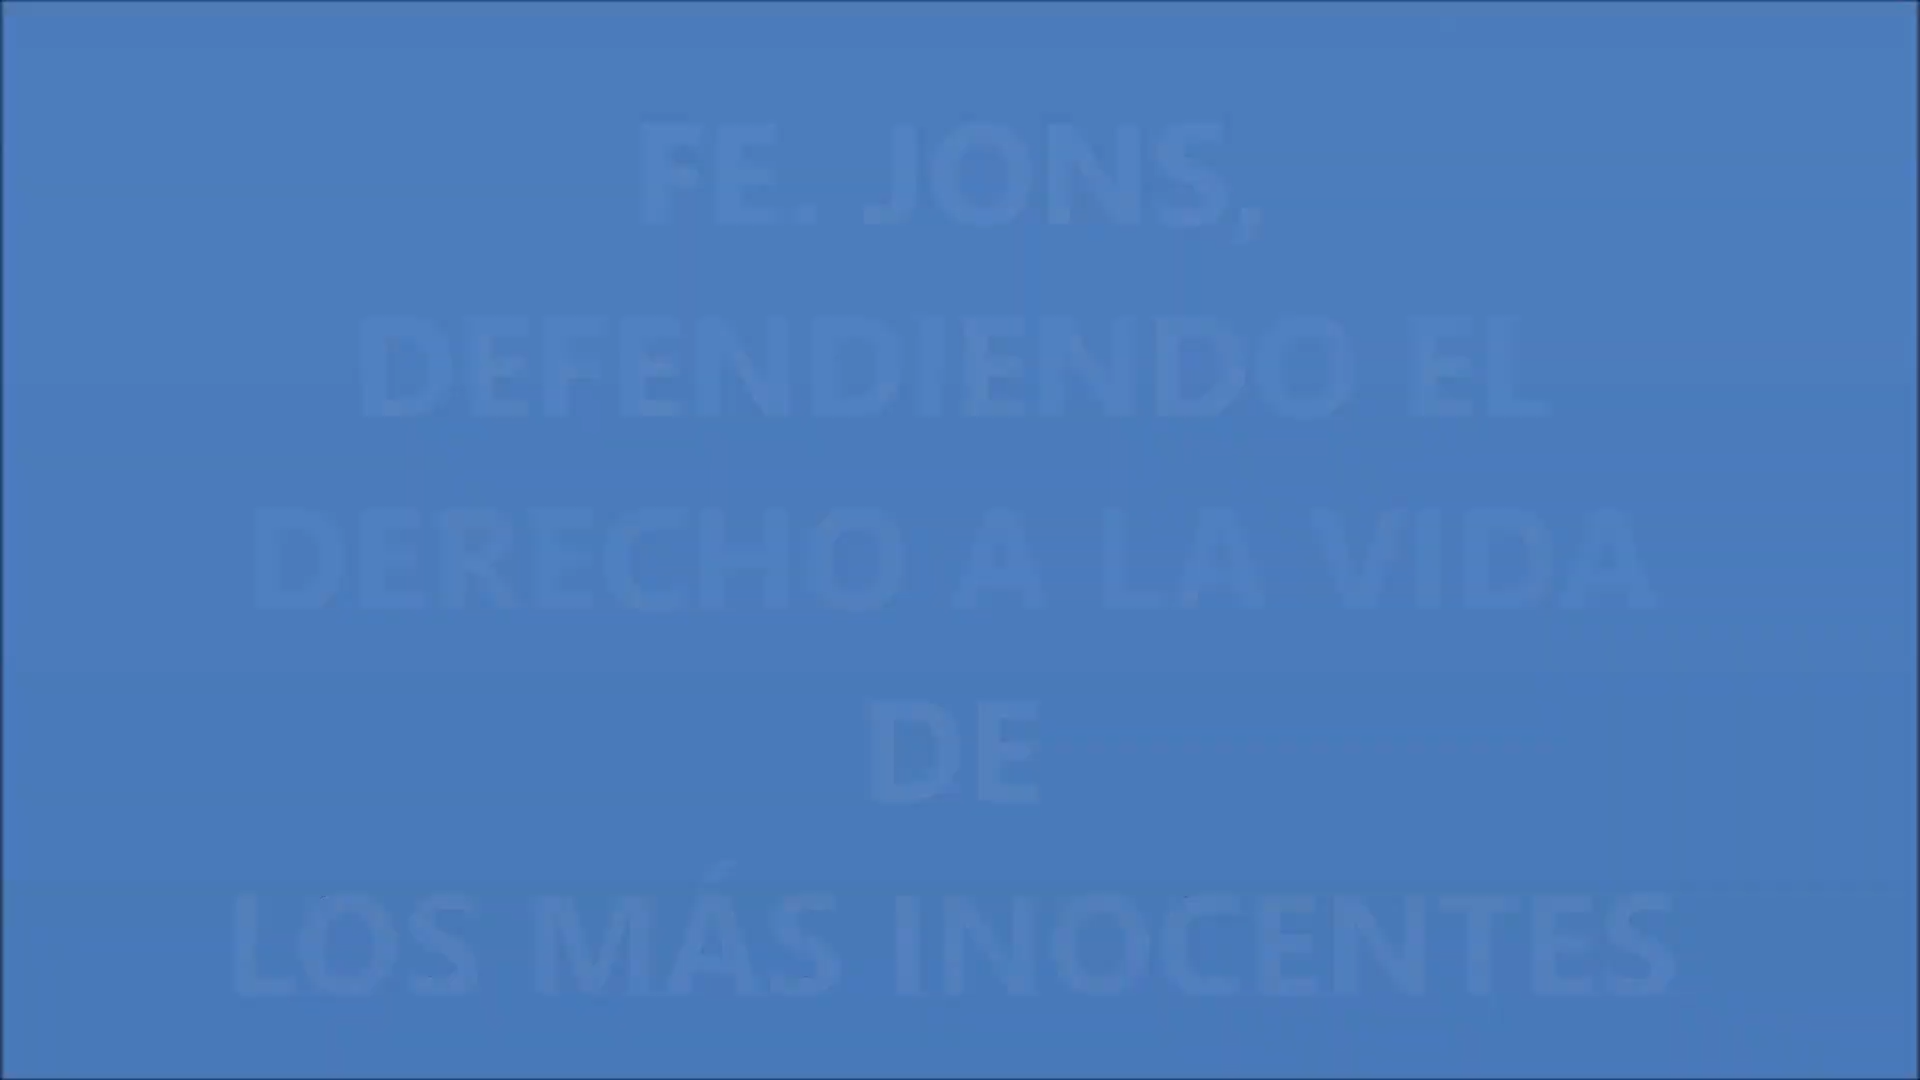 FE. JONS,
DEFENDIENDO EL
DERECHO A LA VIDA
DE
LOS MÁS INOCENTES